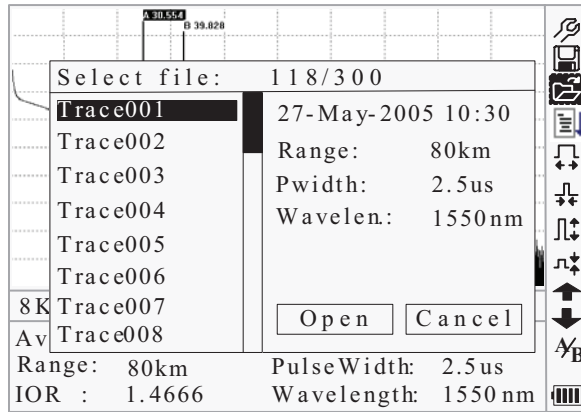 A 30.554
B 39.828
Select file: 118/300
Trace001
Trace002
Trace003
Trace004
Trace005
Trace006
Trace007
Trace008
27-May-2005 10:30
Range: 80km
Pwidth: 2.5us
Wavelen.: 1550nm
Open Cancel
8K
Av
Range: 80km PulseWidth: 2.5us
IOR : 1.4666 Wavelength: 1550nm
A/B